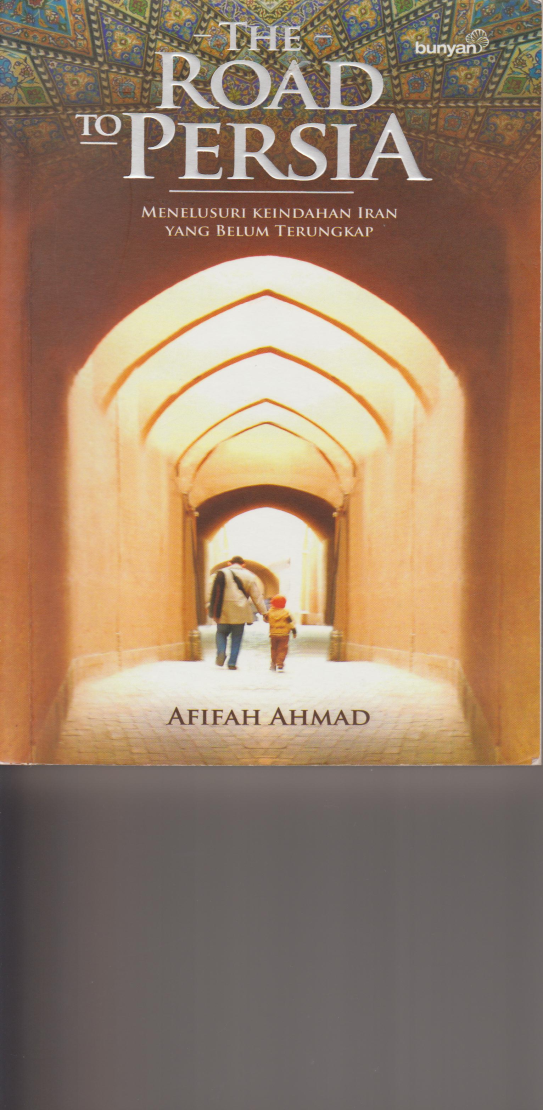 THE
ROAD
TO PERSIA
bunyan
MENELUSURI KEINDAHAN IRAN
YANG BELUM TERUNGKAP
AFIFAH AHMAD